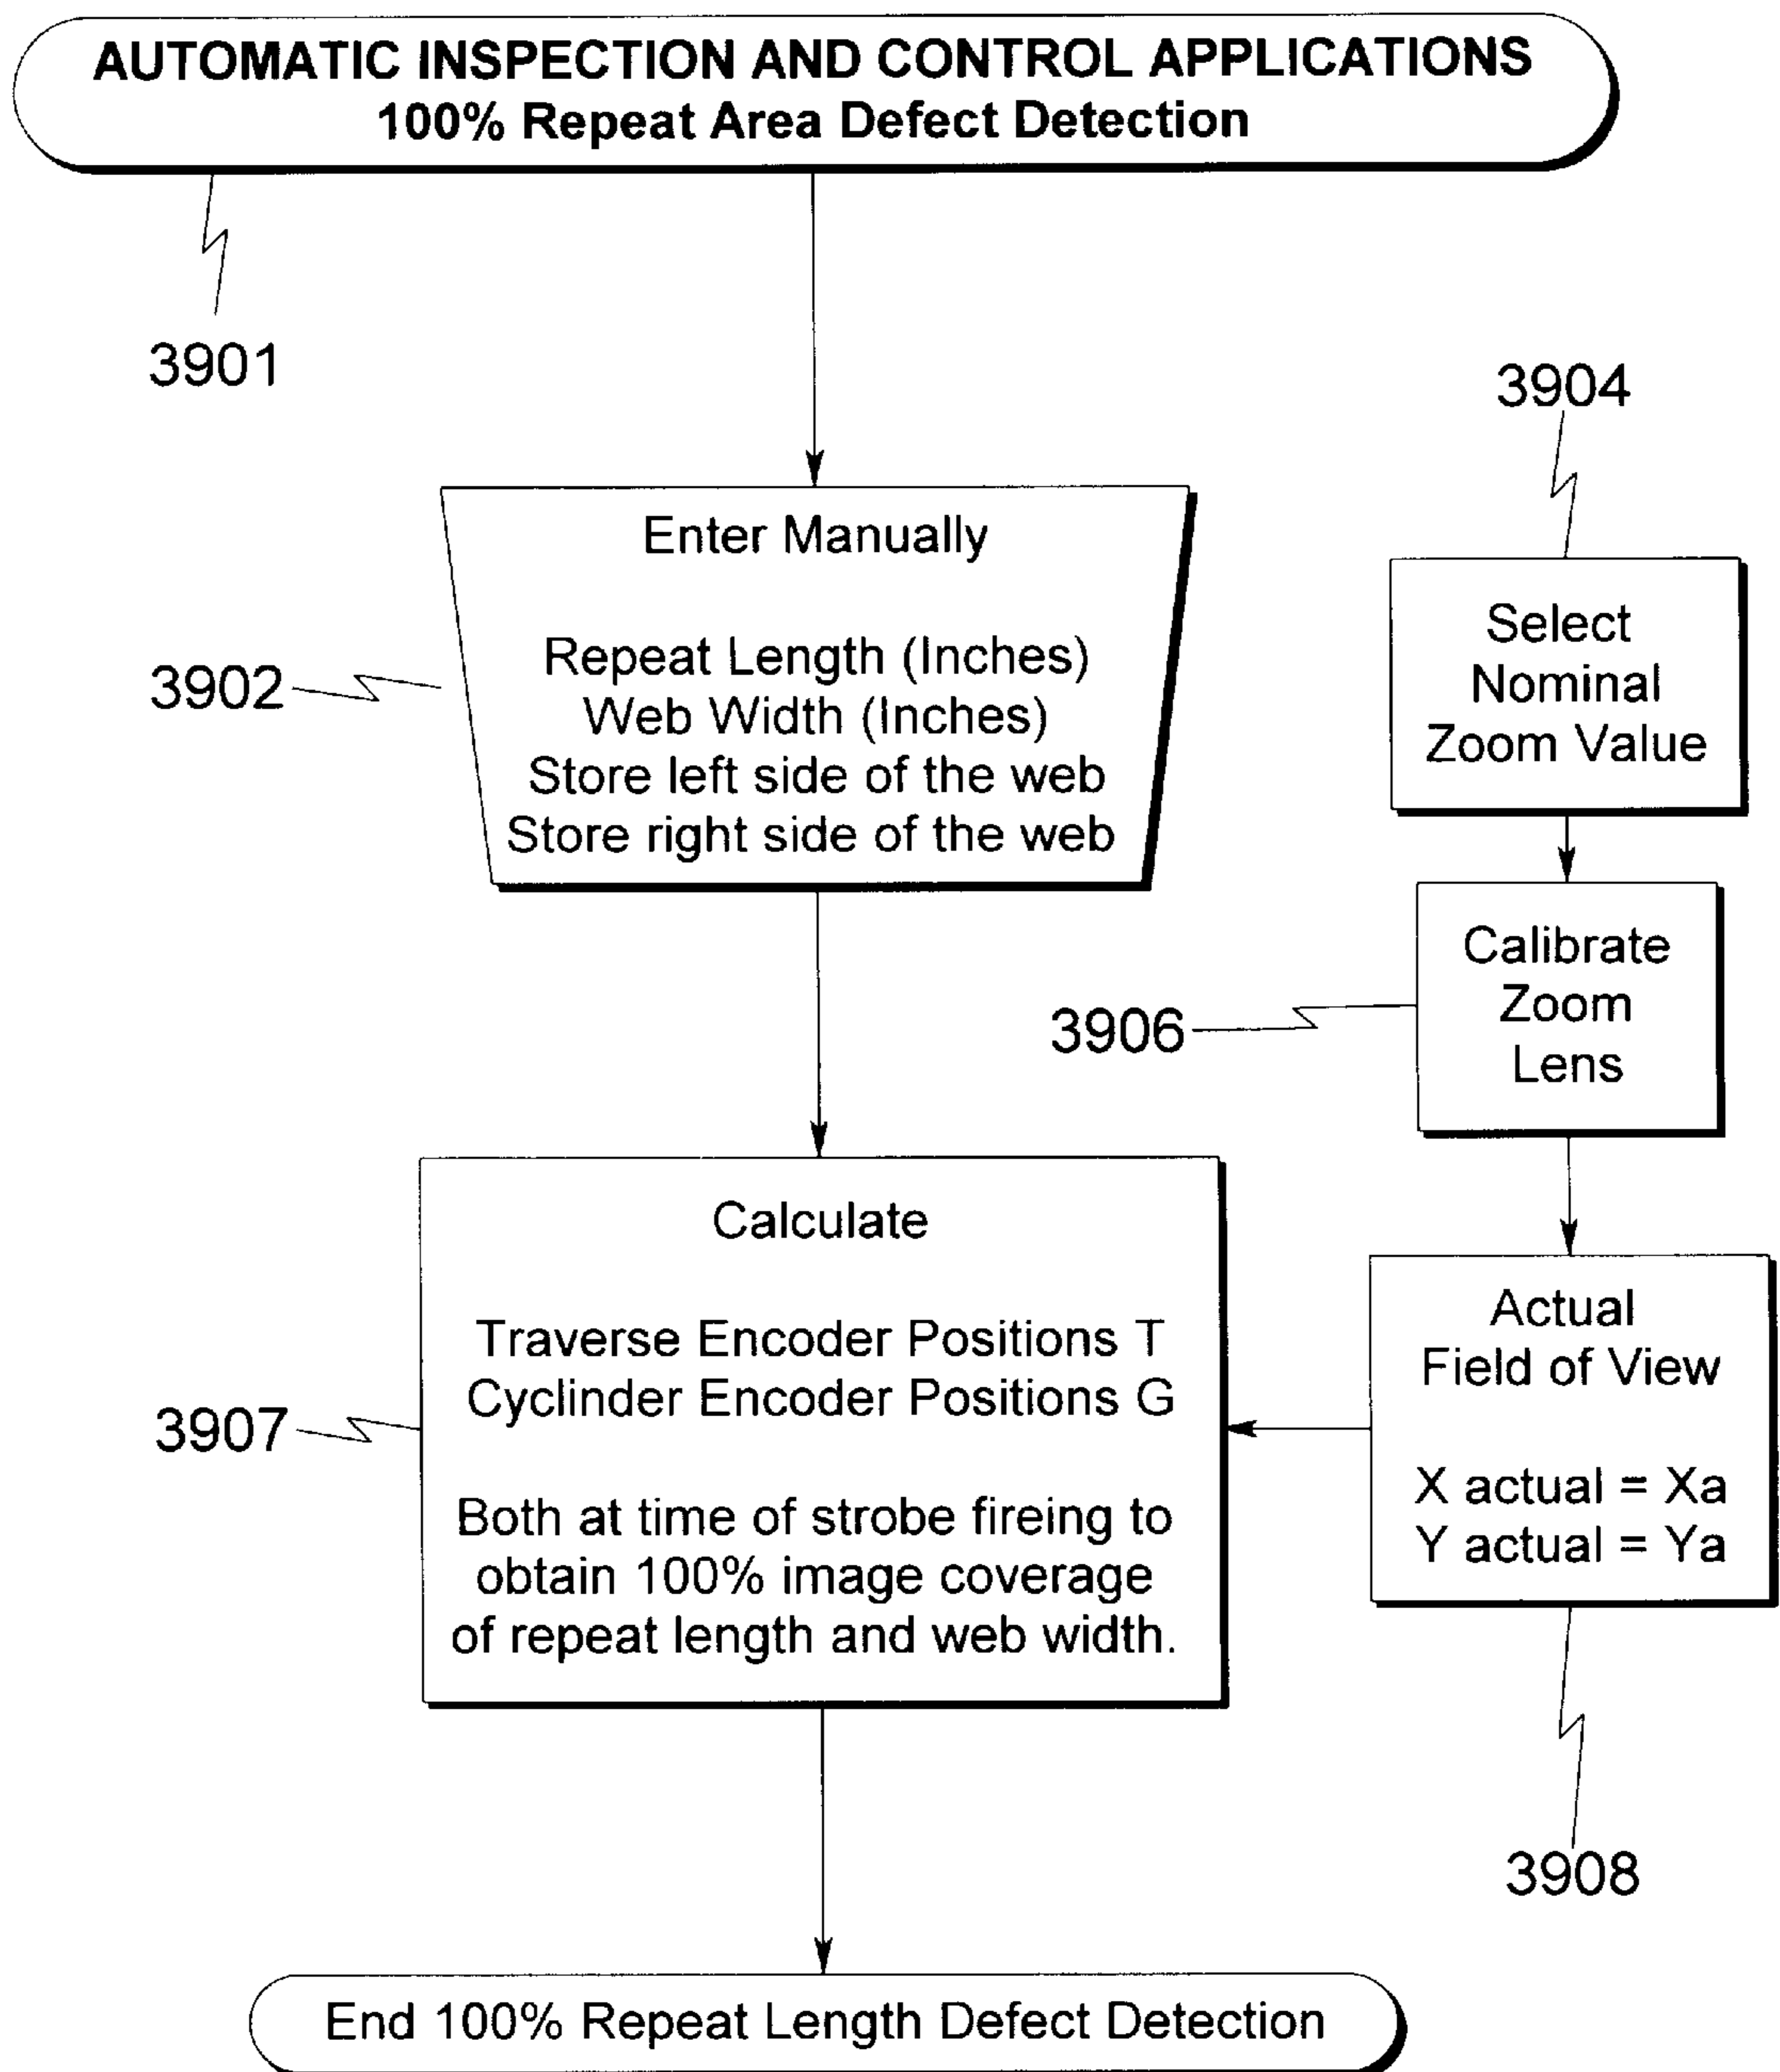 AUTOMATIC INSPECTION AND CONTROL APPLICATIONS
100% Repeat Area Defect Detection
3901
3902
Enter Manually
Repeat Length (Inches)
Web Width (Inches)
Store left side of the web
Store right side of the web
3904
Select
Nominal
Zoom Value
3906
Calibrate
Zoom
Lens
3907
Calculate
Traverse Encoder Positions T
Cyclinder Encoder Positions G
Both at time of strobe fireing to
obtain 100% image coverage
of repeat length and web width.
Actual
Field of View
X actual = Xa
Y actual = Ya
3908
End 100% Repeat Length Defect Detection